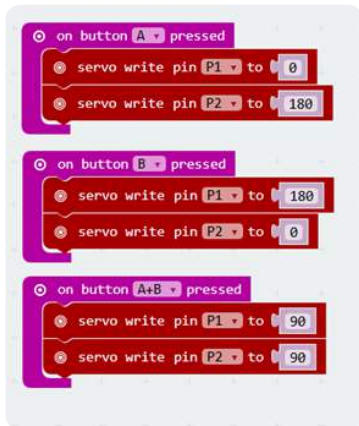 on button A pressed
servo write pin P1 to 0
servo write pin P2 to 180
on button B pressed
servo write pin P1 to 180
servo write pin P2 to 0
on button A+B pressed
servo write pin P1 to 90
servo write pin P2 to 90